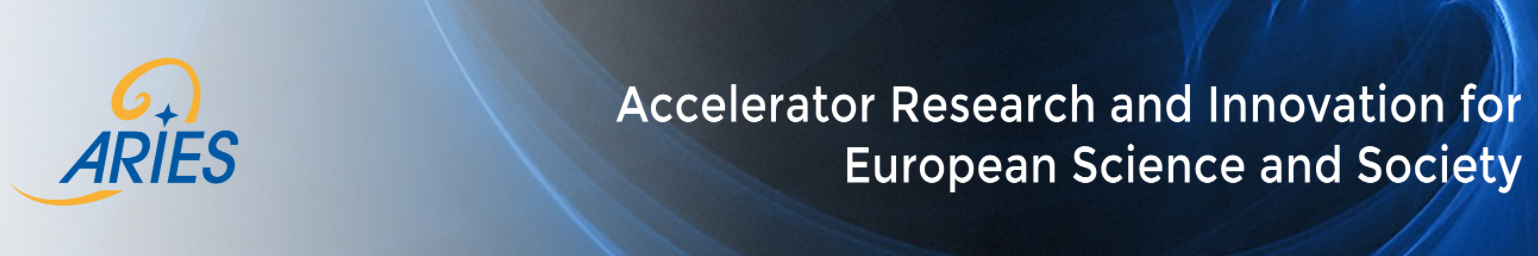 ARIES
Accelerator Research and Innovation for
European Science and Society